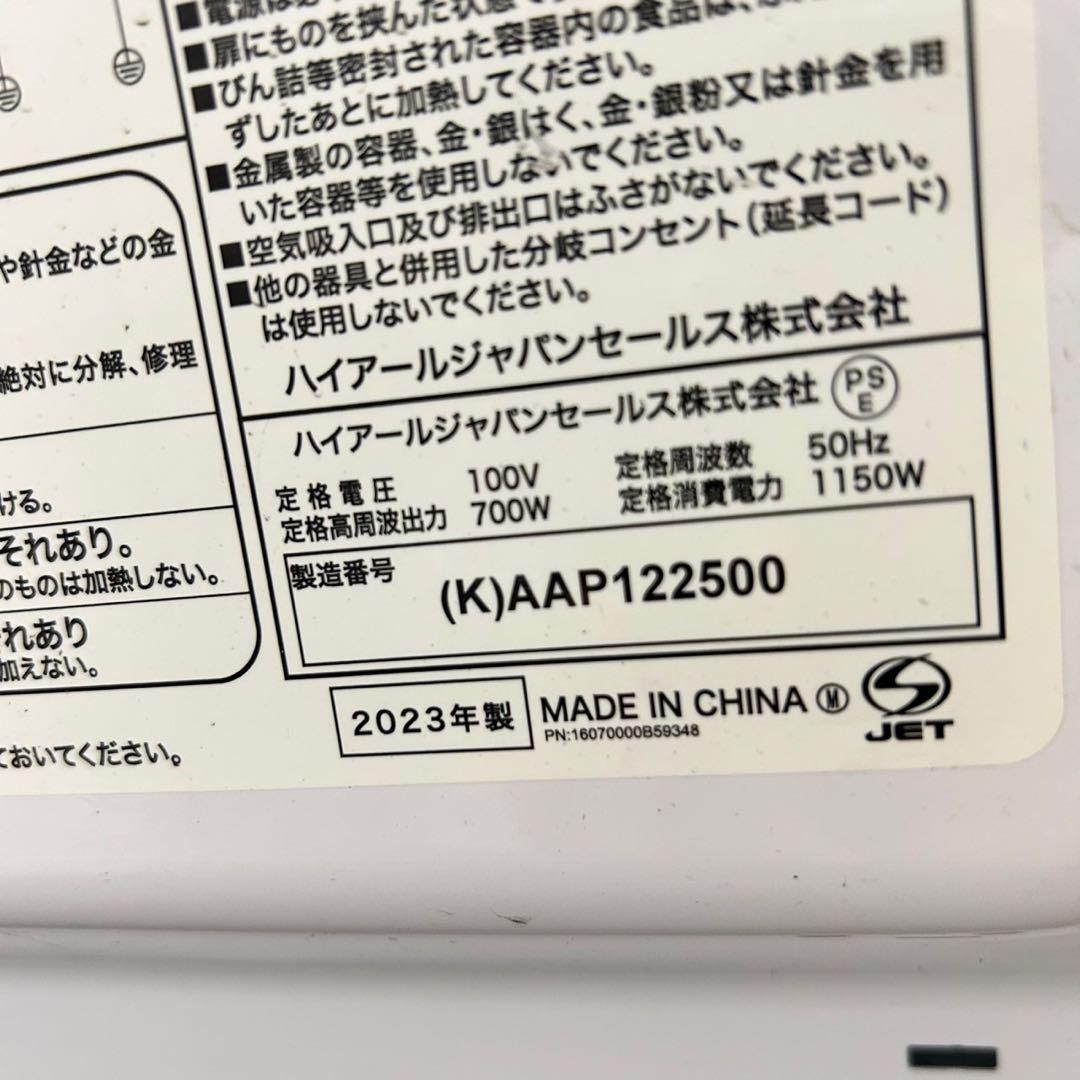 ■扉にものを挟んだ状態で
■びん詰等密封された容器内の食品は、
ずしたあとに加熱してください。
■金属製の容器、金・銀はく、金・銀粉又は針金を用
いた容器等を使用しないでください。
■空気吸入口及び排出口はふさがないでください。
■他の器具と併用した分岐コンセント(延長コード)
は使用しないでください。
ハイアールジャパンセールス株式会社
ハイアールジャパンセールス株式会社 PS E
定格電圧 100V 定格周波数 50Hz
定格高周波出力 700W 定格消費電力 1150W
製造番号 (K)AAP122500
2023年製 MADE IN CHINA Ⓜ JET
PN:16070000B59348
や針金などの金
絶対に分解、修理
ける。
それあり。
のものは加熱しない。
それあり
加えない。
ておいてください。